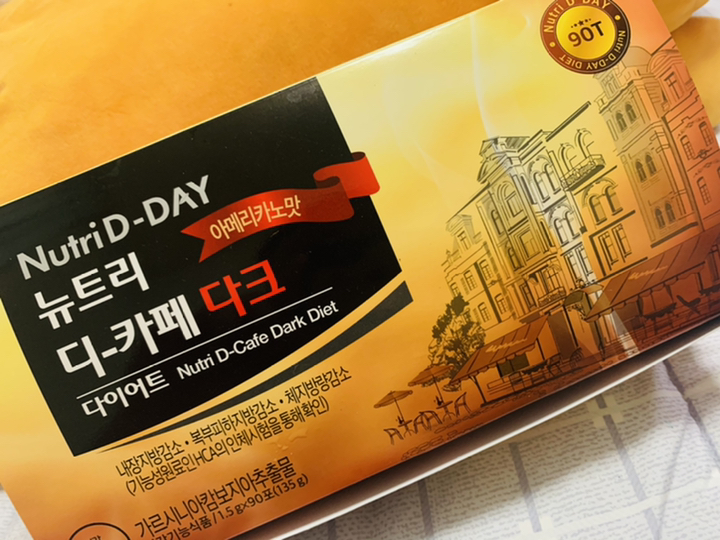 Nutri D-DAY
90T
Nutri D-DAY DIET
Nutri D-DAY
아메리카노맛
뉴트리
디-카페 다크
다이어트 Nutri D-Cafe Dark Diet
내장지방감소・복부피하지방감소・체지방량감소
(기능성원료인 HCA의 인체시험을 통해 확인)
가르시니아캄보지아추출물
기능식품 / 1.5g×90포(135g)